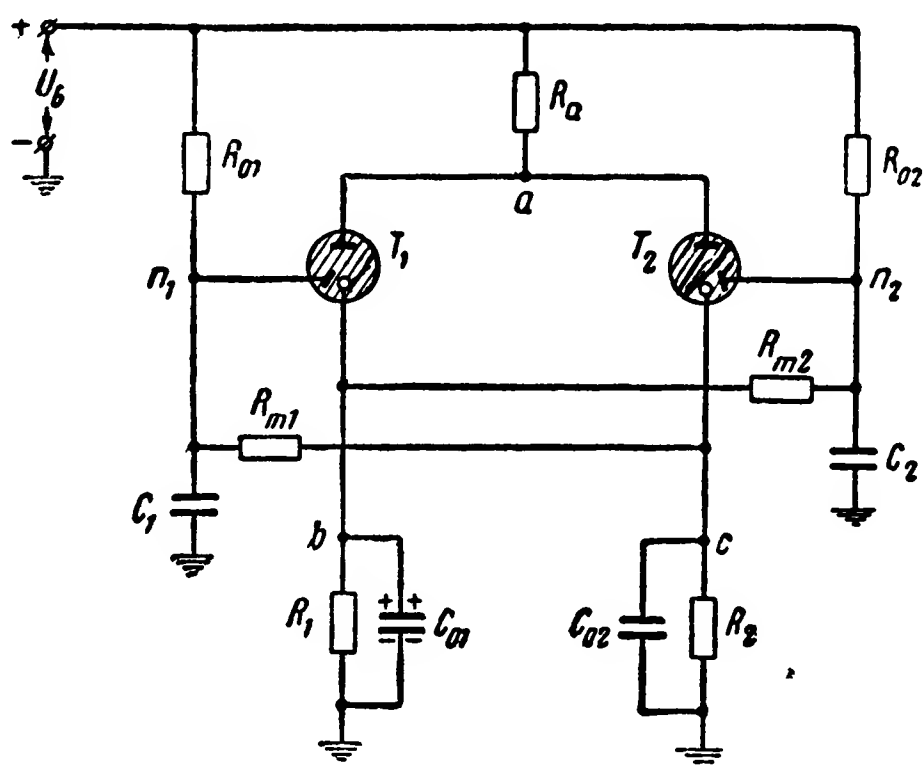 +
U_б
−
R_01
R_a
R_02
a
T_1
T_2
n_1
n_2
R_m2
R_m1
C_2
C_1
b
c
R_1
+ +
C_01
C_02
R_2